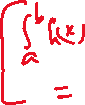 [ ∫_a^b f(x)
=